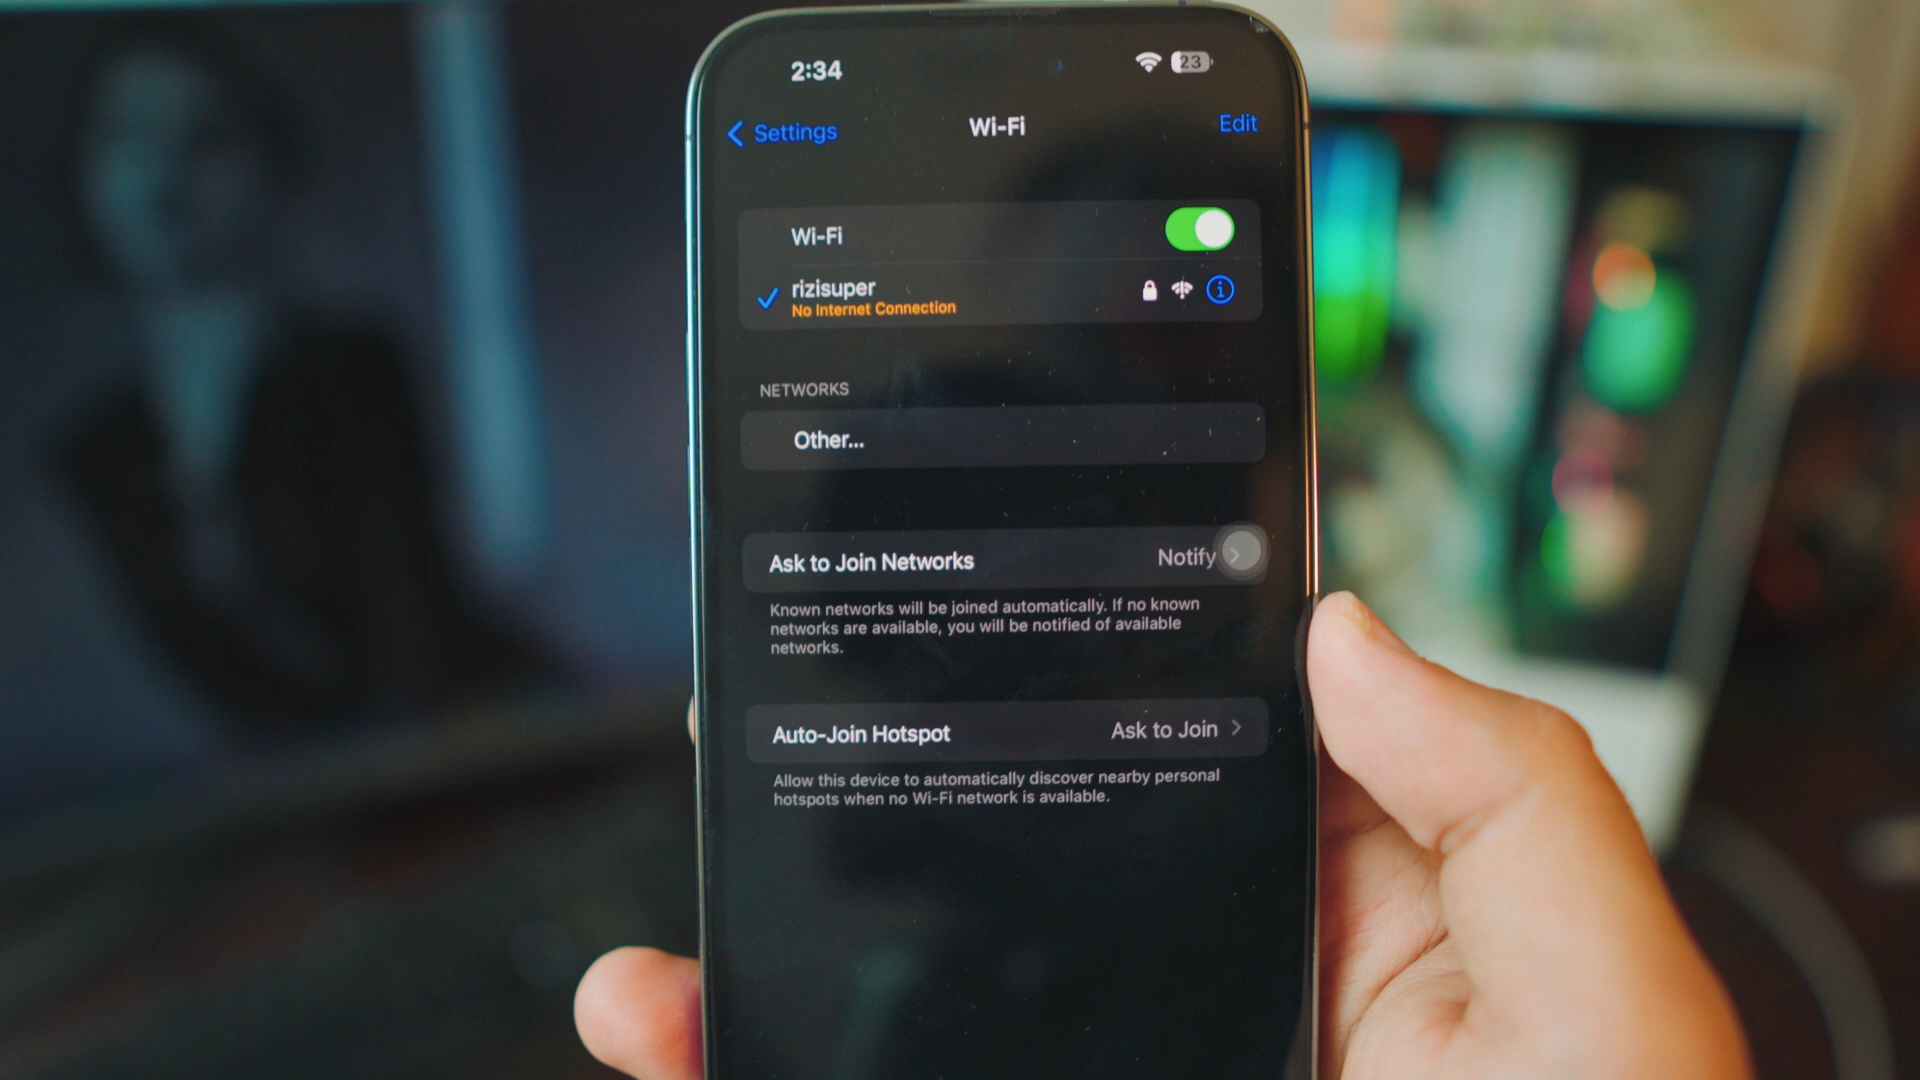 2:34
23
Settings
Wi-Fi
Edit
Wi-Fi
rizisuper
No Internet Connection
NETWORKS
Other...
Ask to Join Networks
Notify
Known networks will be joined automatically. If no known
networks are available, you will be notified of available
networks.
Auto-Join Hotspot
Ask to Join
Allow this device to automatically discover nearby personal
hotspots when no Wi-Fi network is available.